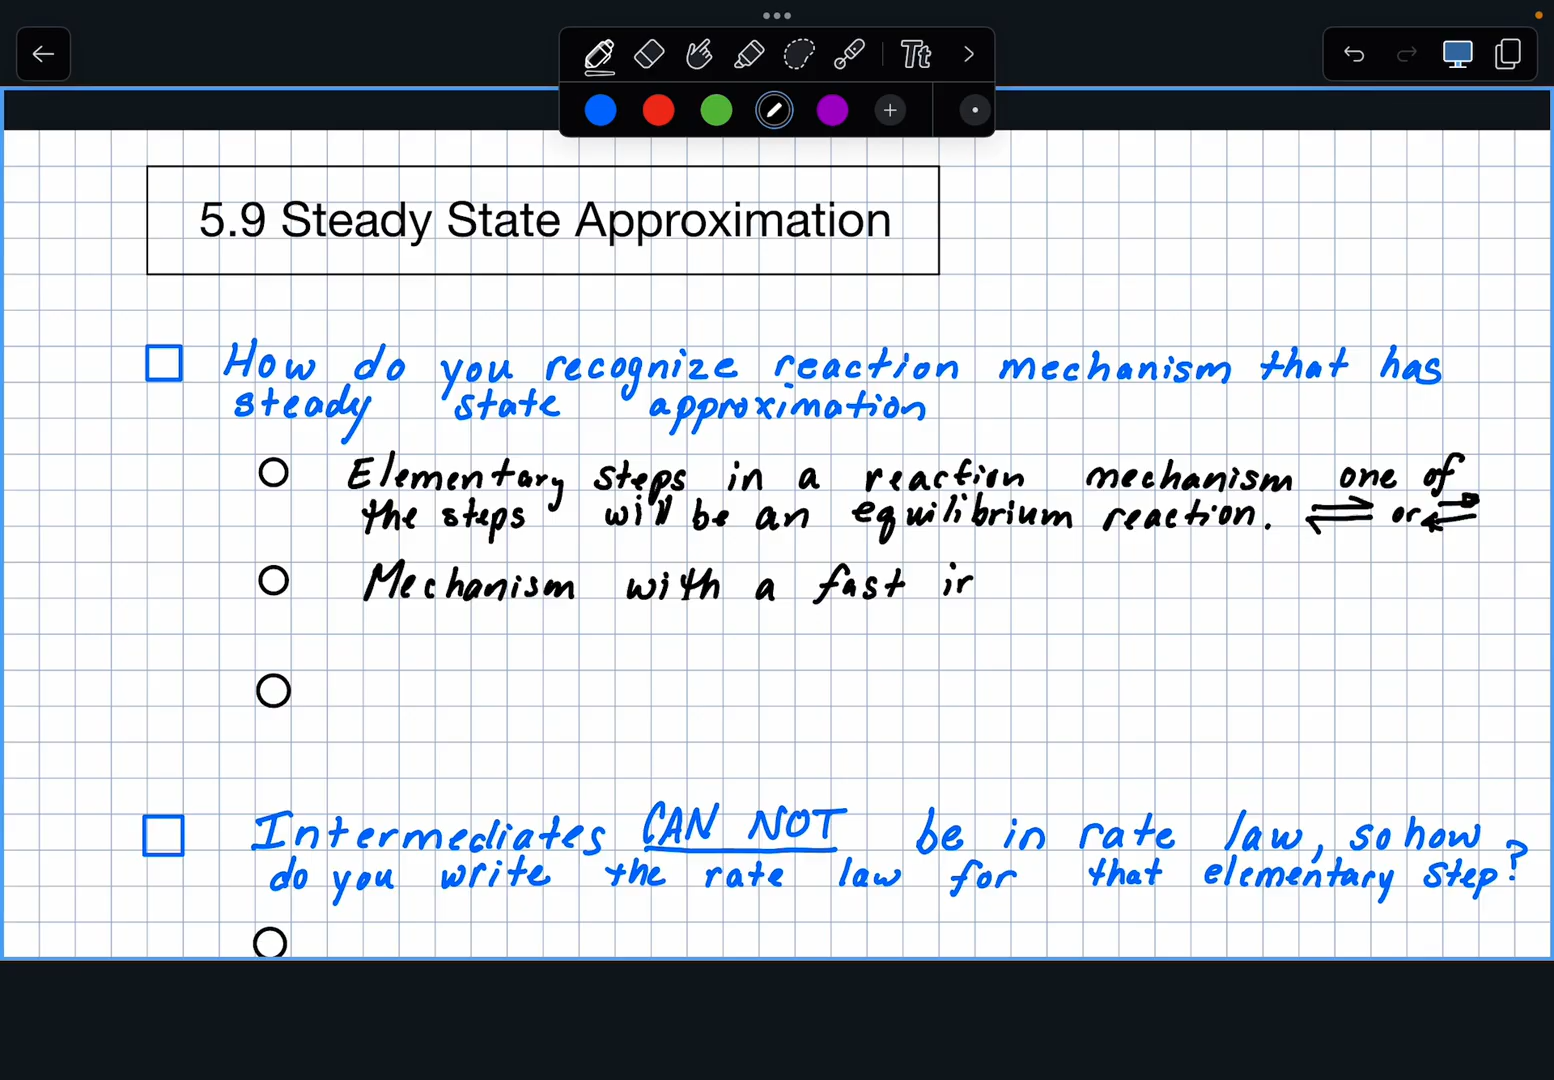 Tt
5.9 Steady State Approximation
How do you recognize reaction mechanism that has
steady state approximation
Elementary steps in a reaction mechanism one of
the steps will be an equilibrium reaction. ⇌ or ⇄
Mechanism with a fast in
Intermediates CAN NOT be in rate law, so how
do you write the rate law for that elementary step?